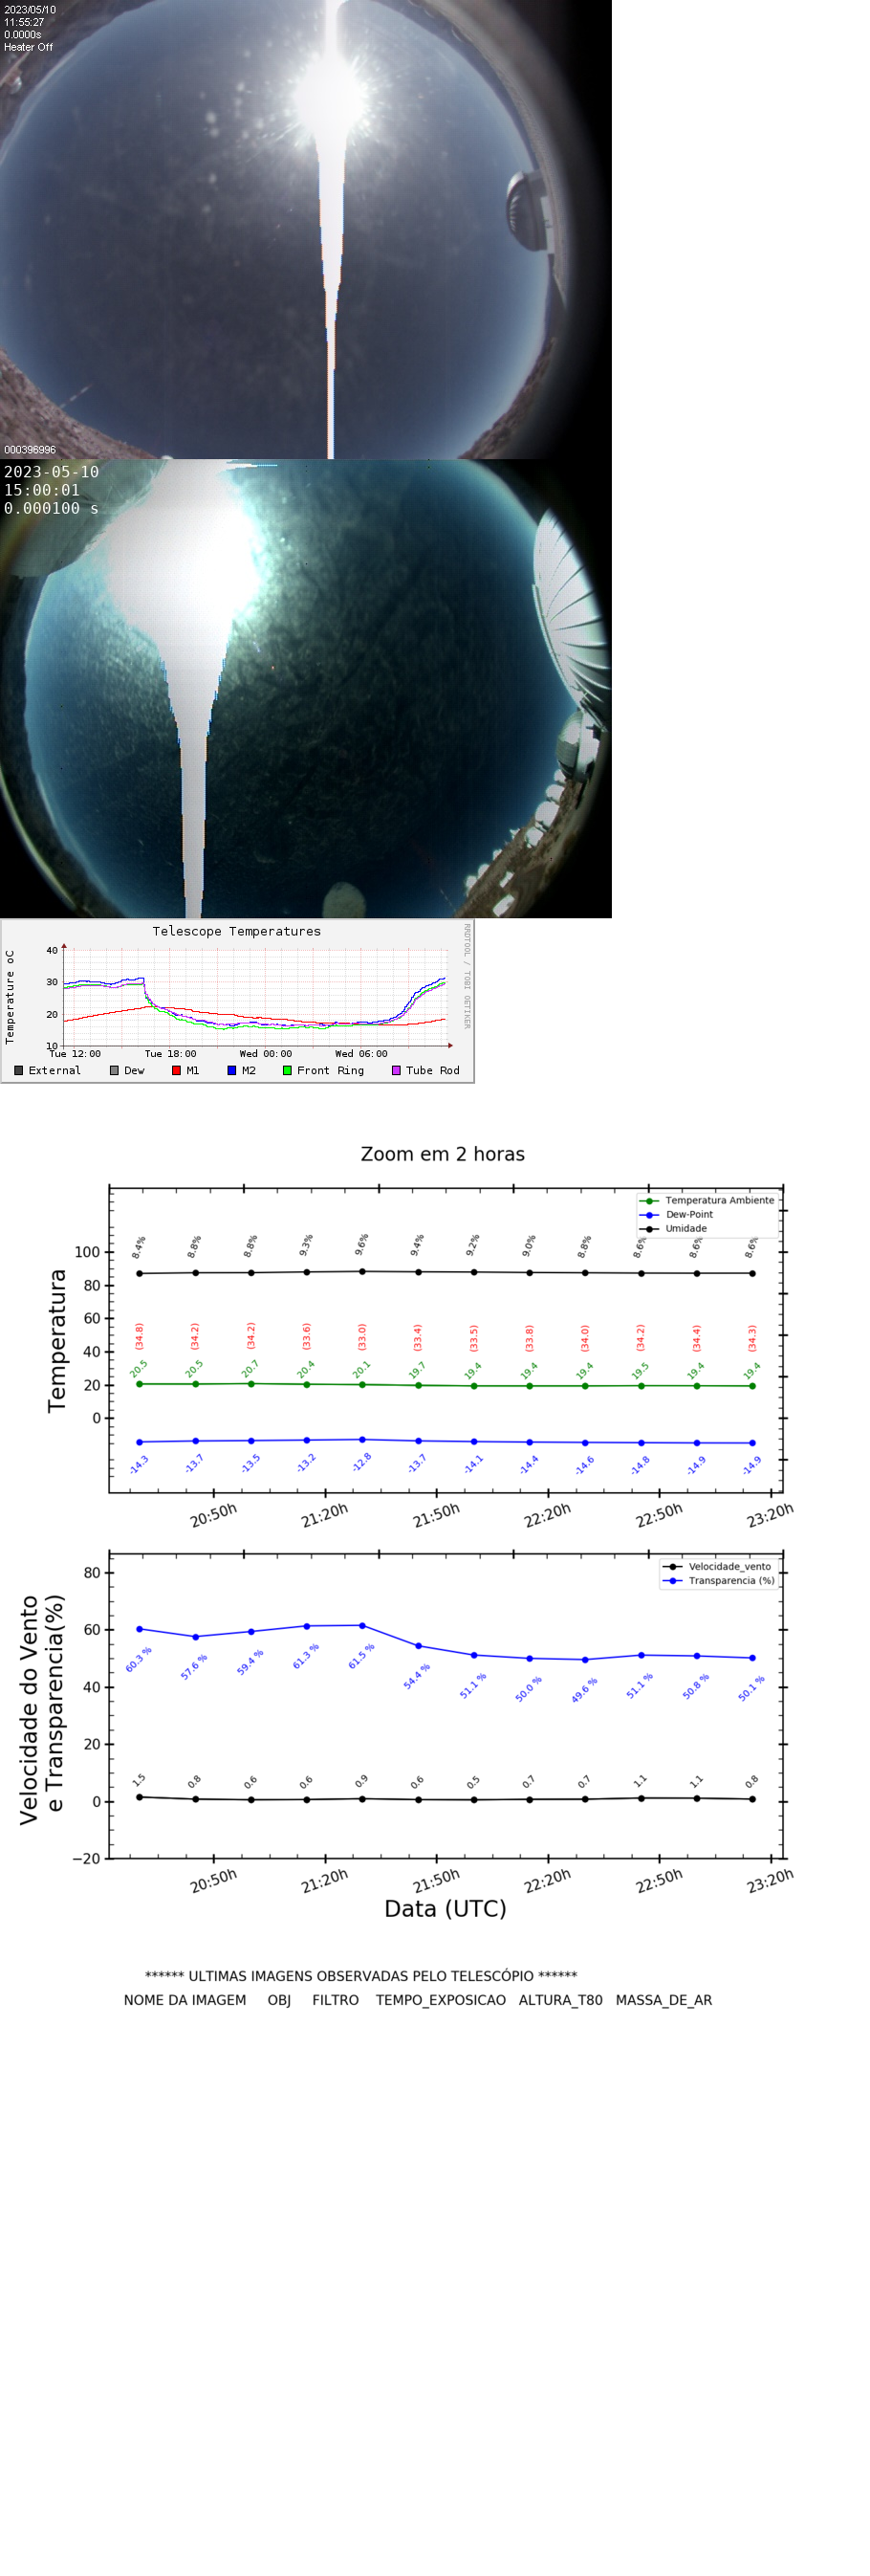 2023/05/10
11:55:27
0.0000s
Heater Off
000396996
2023-05-10
15:00:01
0.000100 s
Telescope Temperatures
RRDTOOL / TOBI OETIKER
Temperature oC
40
30
20
10
Tue 12:00 Tue 18:00 Wed 00:00 Wed 06:00
External Dew M1 M2 Front Ring Tube Rod
Zoom em 2 horas
Temperatura Ambiente
Dew-Point
Umidade
Temperatura
100
80
60
40
20
0
8.4% 8.8% 8.8% 9.3% 9.6% 9.4% 9.2% 9.0% 8.8% 8.6% 8.6% 8.6%
(34.8) (34.2) (34.2) (33.6) (33.0) (33.4) (33.5) (33.8) (34.0) (34.2) (34.4) (34.3)
20.5 20.5 20.7 20.4 20.1 19.7 19.4 19.4 19.4 19.5 19.4 19.4
-14.3 -13.7 -13.5 -13.2 -12.8 -13.7 -14.1 -14.4 -14.6 -14.8 -14.9 -14.9
20:50h 21:20h 21:50h 22:20h 22:50h 23:20h
Velocidade_vento
Transparencia (%)
Velocidade do Vento
e Transparencia(%)
80
60
40
20
0
−20
60.3 % 57.6 % 59.4 % 61.3 % 61.5 % 54.4 % 51.1 % 50.0 % 49.6 % 51.1 % 50.8 % 50.1 %
1.5 0.8 0.6 0.6 0.9 0.6 0.5 0.7 0.7 1.1 1.1 0.8
20:50h 21:20h 21:50h 22:20h 22:50h 23:20h
Data (UTC)
****** ULTIMAS IMAGENS OBSERVADAS PELO TELESCÓPIO ******
NOME DA IMAGEM OBJ FILTRO TEMPO_EXPOSICAO ALTURA_T80 MASSA_DE_AR